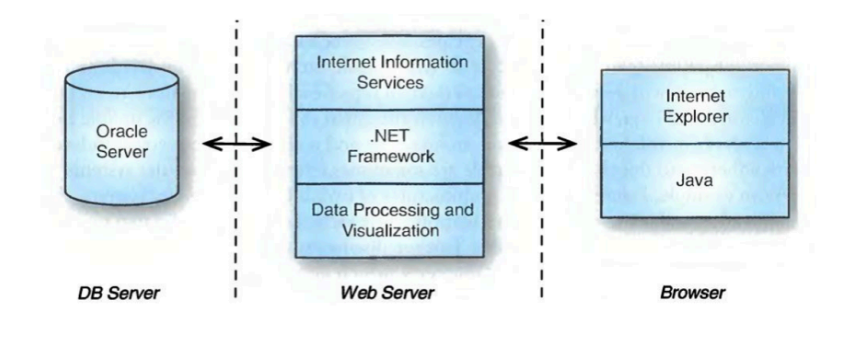 Oracle
Server
Internet Information
Services
.NET
Framework
Data Processing and
Visualization
Internet
Explorer
Java
DB Server
Web Server
Browser